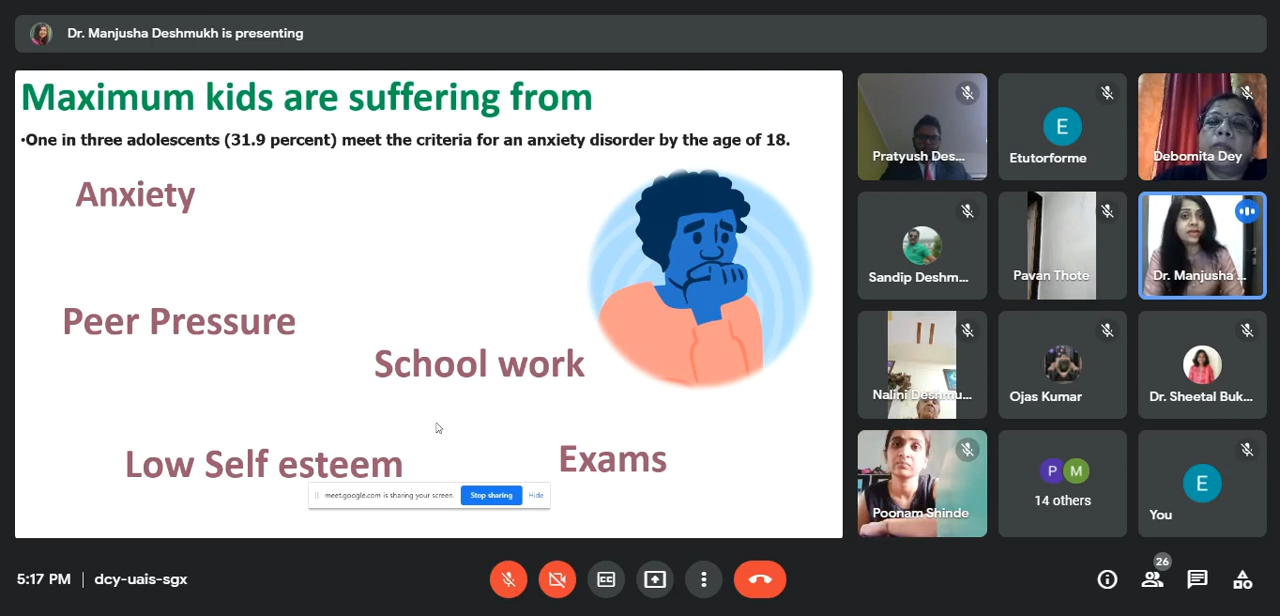 Dr. Manjusha Deshmukh is presenting
Maximum kids are suffering from
•One in three adolescents (31.9 percent) meet the criteria for an anxiety disorder by the age of 18.
Anxiety
Peer Pressure
School work
Low Self esteem
Exams
meet.google.com is sharing your screen.
Stop sharing
Hide
Pratyush Des...
E
Etutorforme
Debomita Dey
Sandip Deshm...
Pavan Thote
Dr. Manjusha ...
Nalini Deshmu...
Ojas Kumar
Dr. Sheetal Buk...
Poonam Shinde
P M
14 others
E
You
5:17 PM | dcy-uais-sgx
CC
26